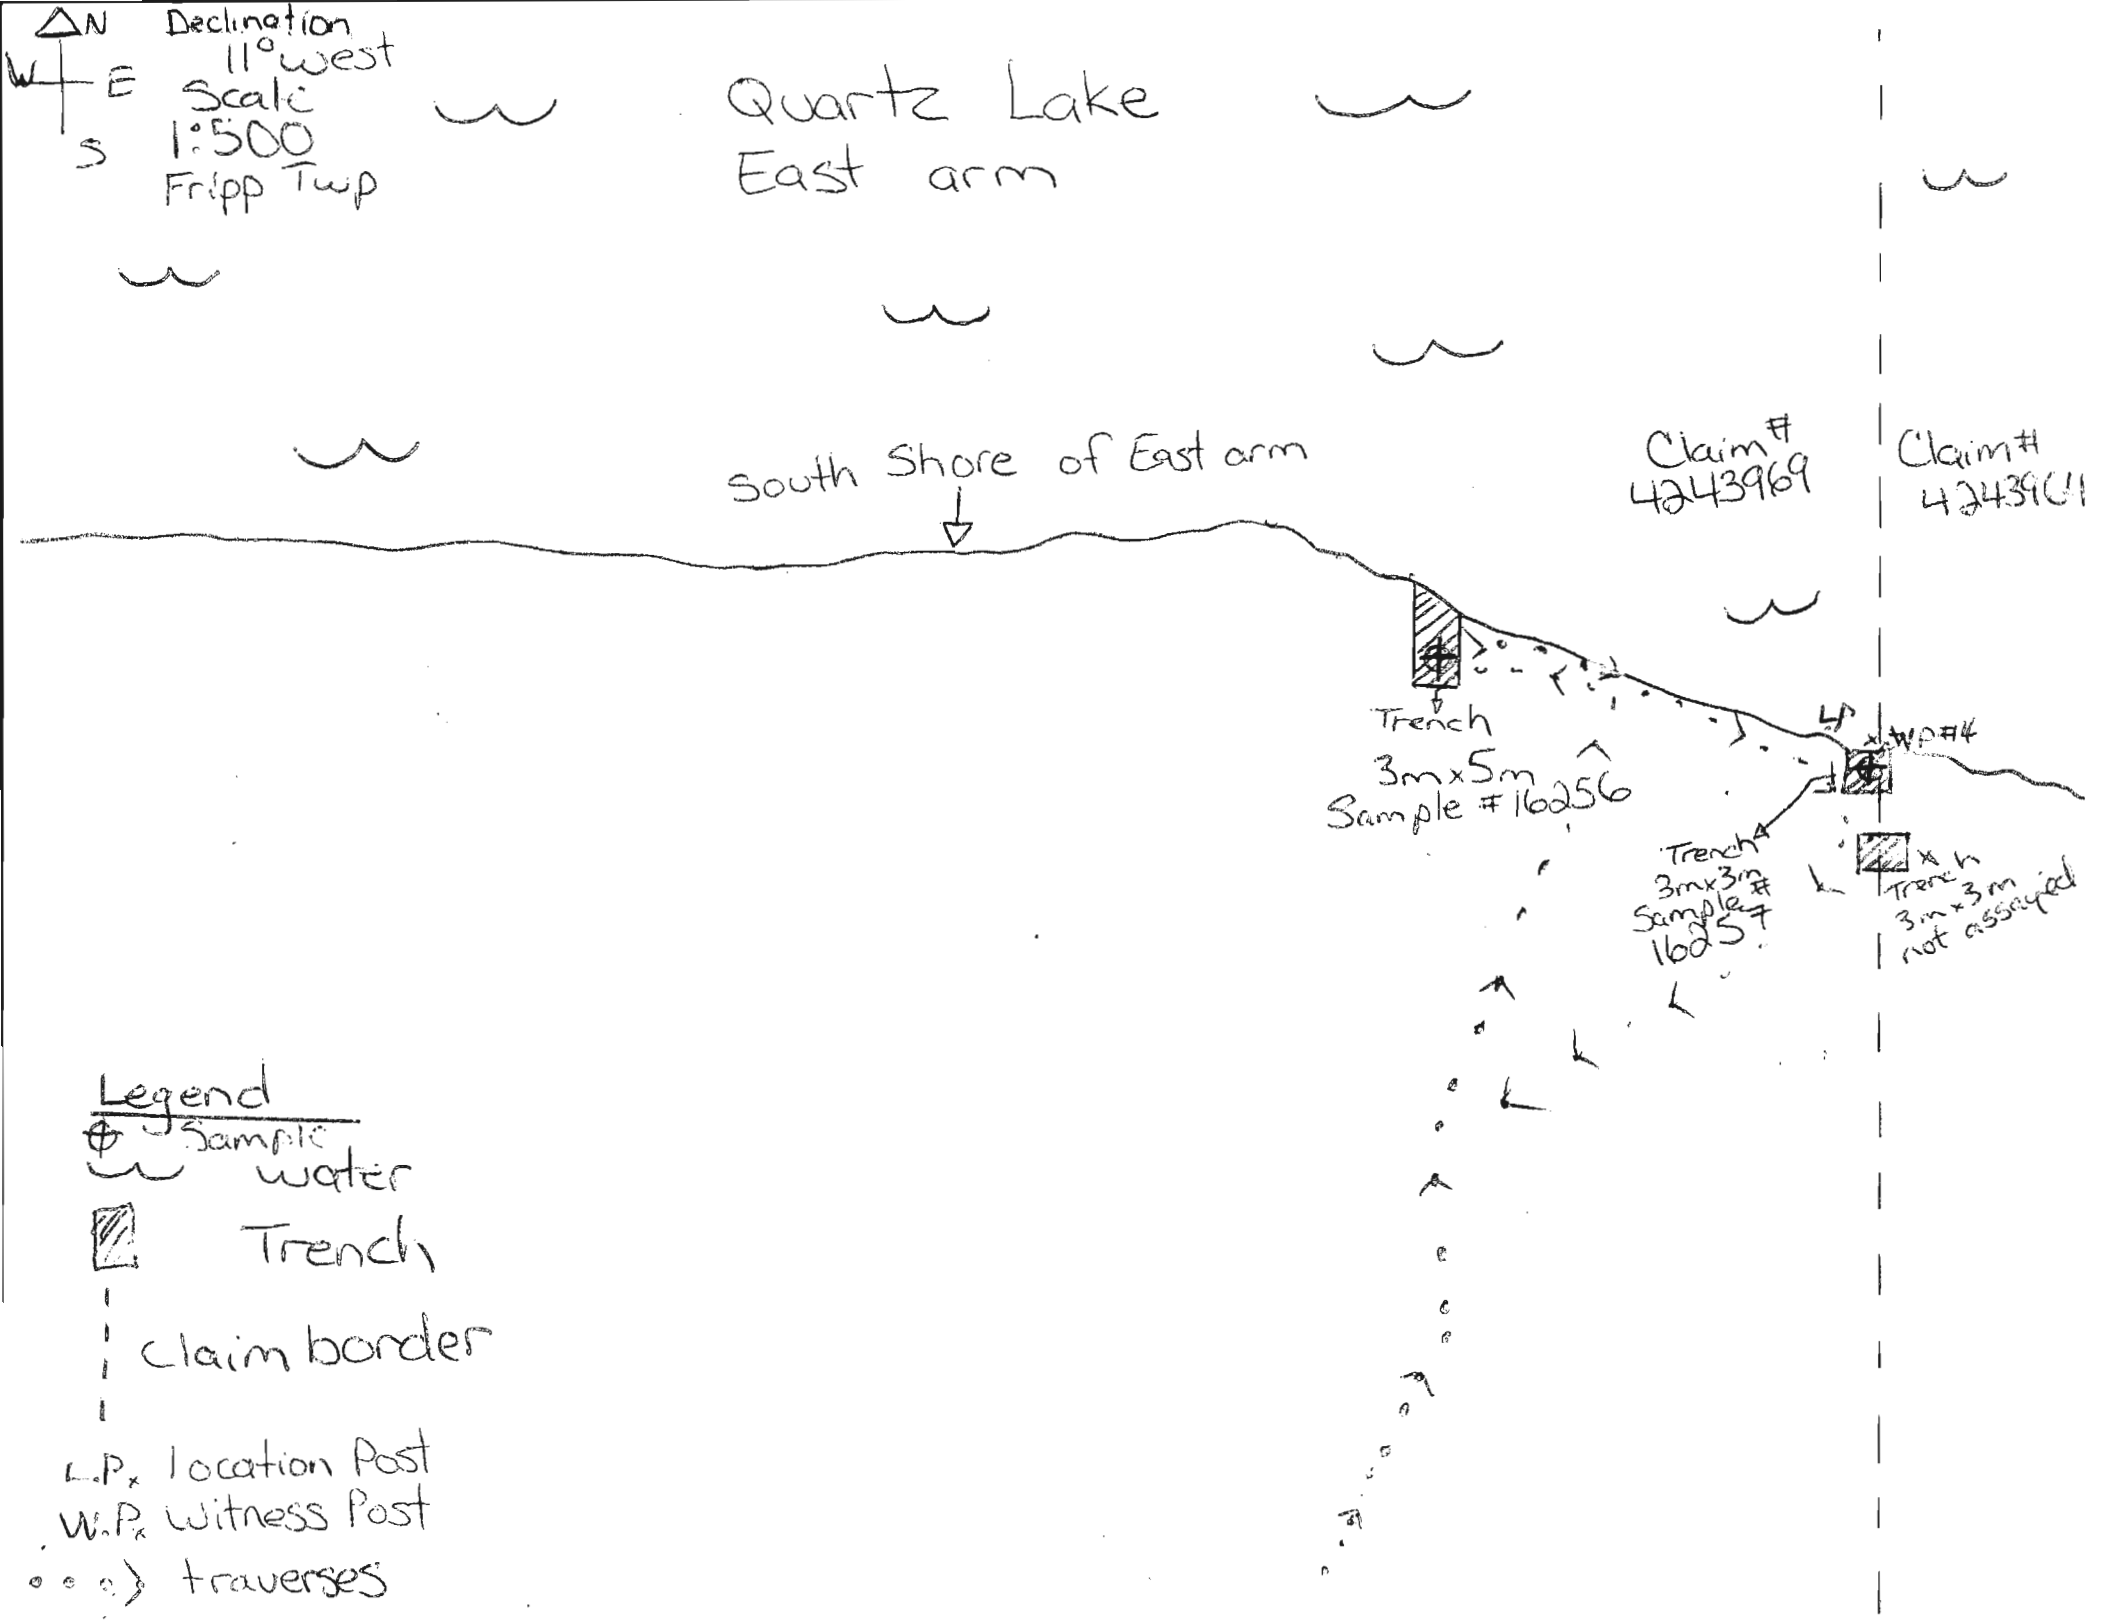 N
W
E
S
Declination
11° west
Scale
1:500
Fripp Twp
Quartz Lake
East arm
South Shore of East arm
Claim #
4243969
Claim #
Trench
3m x 5m
Sample # 16256
LP
x WP #4
Trench
3m x 3m
Sample #
16257
x
Trench
3m x 3m
not assayed
Legend
Sample
water
Trench
Claim border
L.P.x location Post
W.P.x Witness Post
traverses